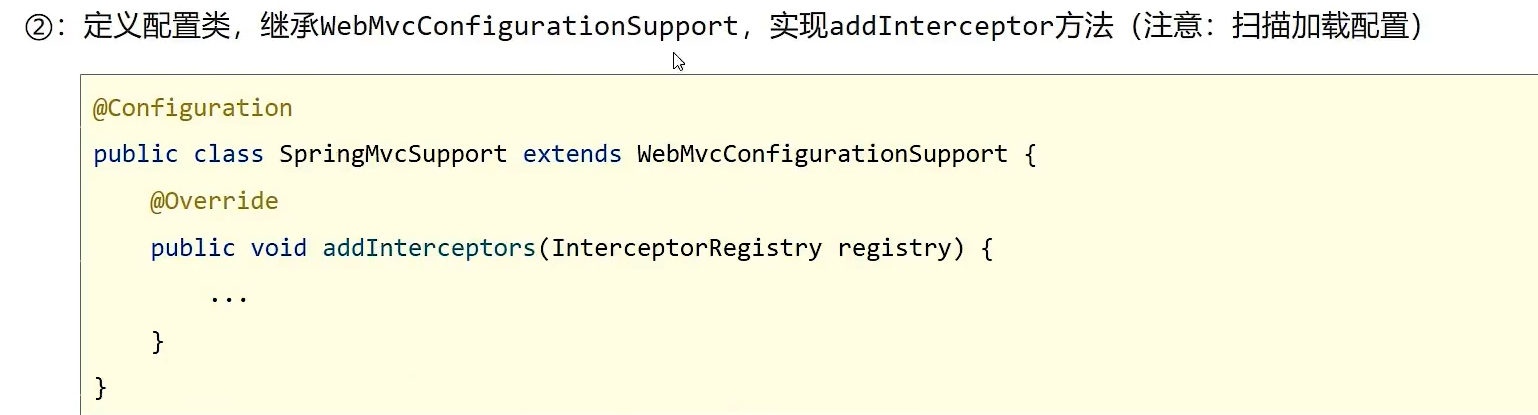 ②：定义配置类，继承WebMvcConfigurationSupport，实现addInterceptor方法（注意：扫描加载配置）
@Configuration
public class SpringMvcSupport extends WebMvcConfigurationSupport {
    @Override
    public void addInterceptors(InterceptorRegistry registry) {
        ...
    }
}